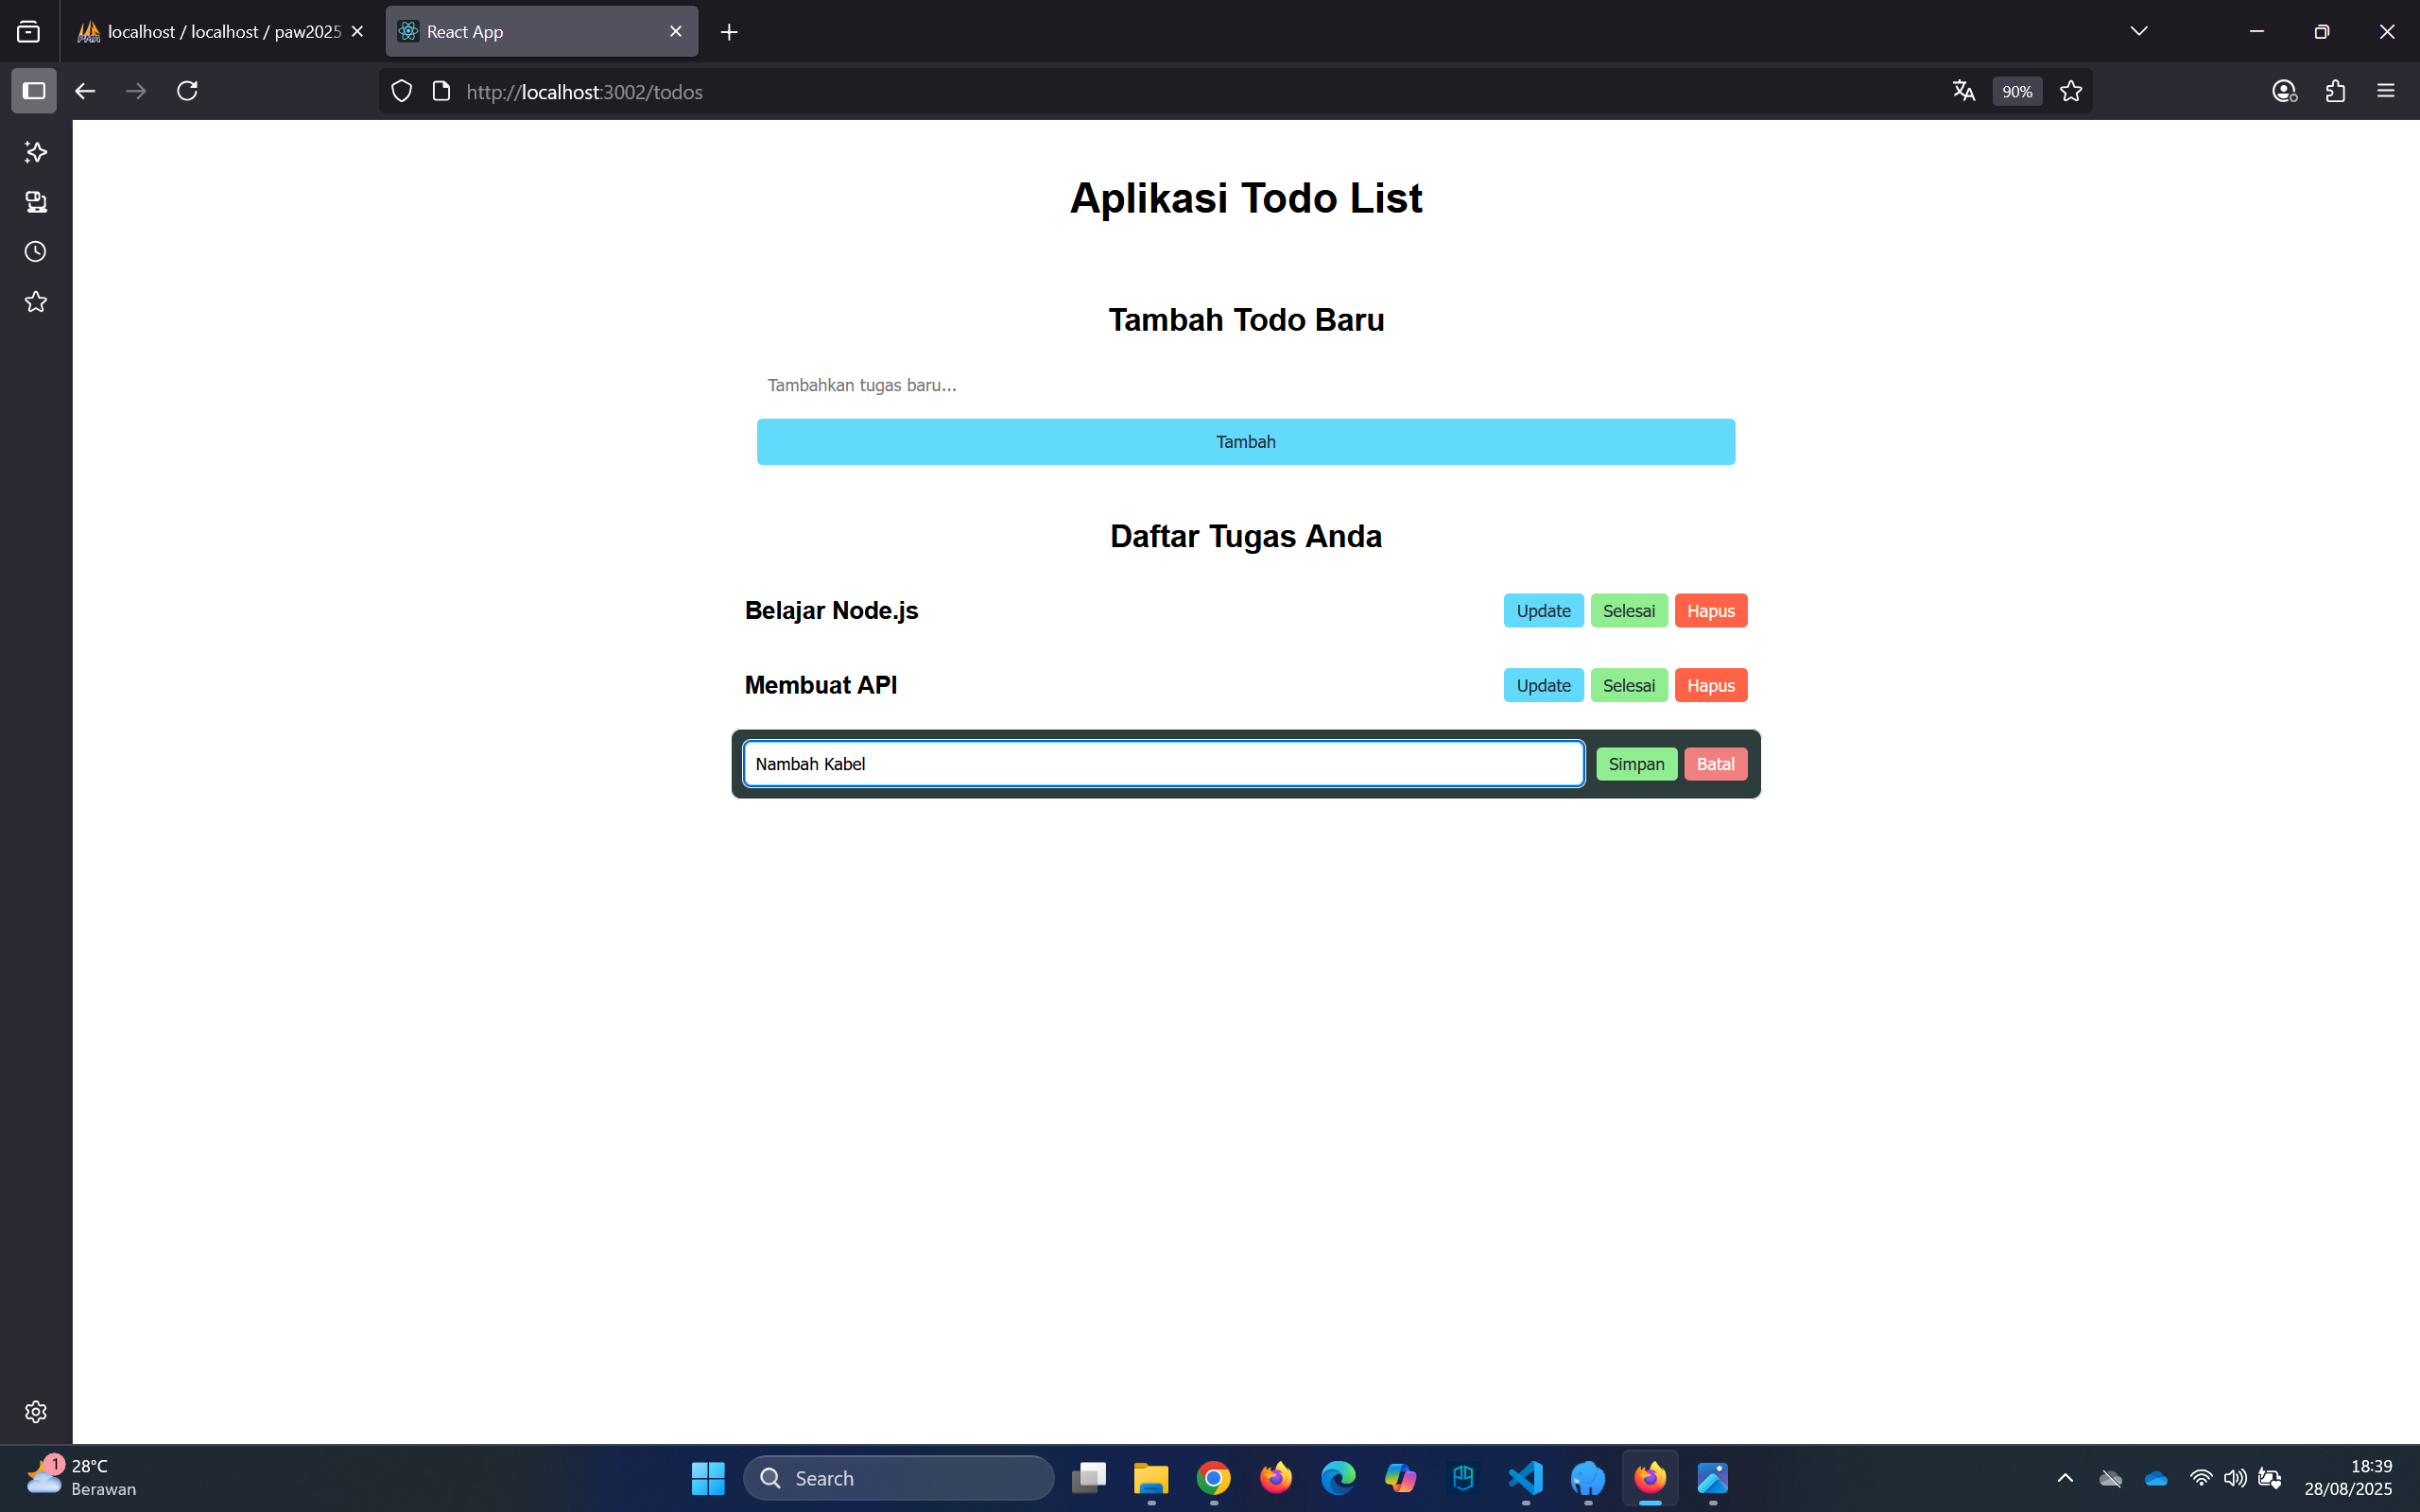 localhost / localhost / paw2025
React App
http://localhost:3002/todos
90%
Aplikasi Todo List
Tambah Todo Baru
Tambahkan tugas baru...
Tambah
Daftar Tugas Anda
Belajar Node.js Update Selesai Hapus
Membuat API Update Selesai Hapus
Nambah Kabel Simpan Batal
1
28°C
Berawan
Search
18:39
28/08/2025